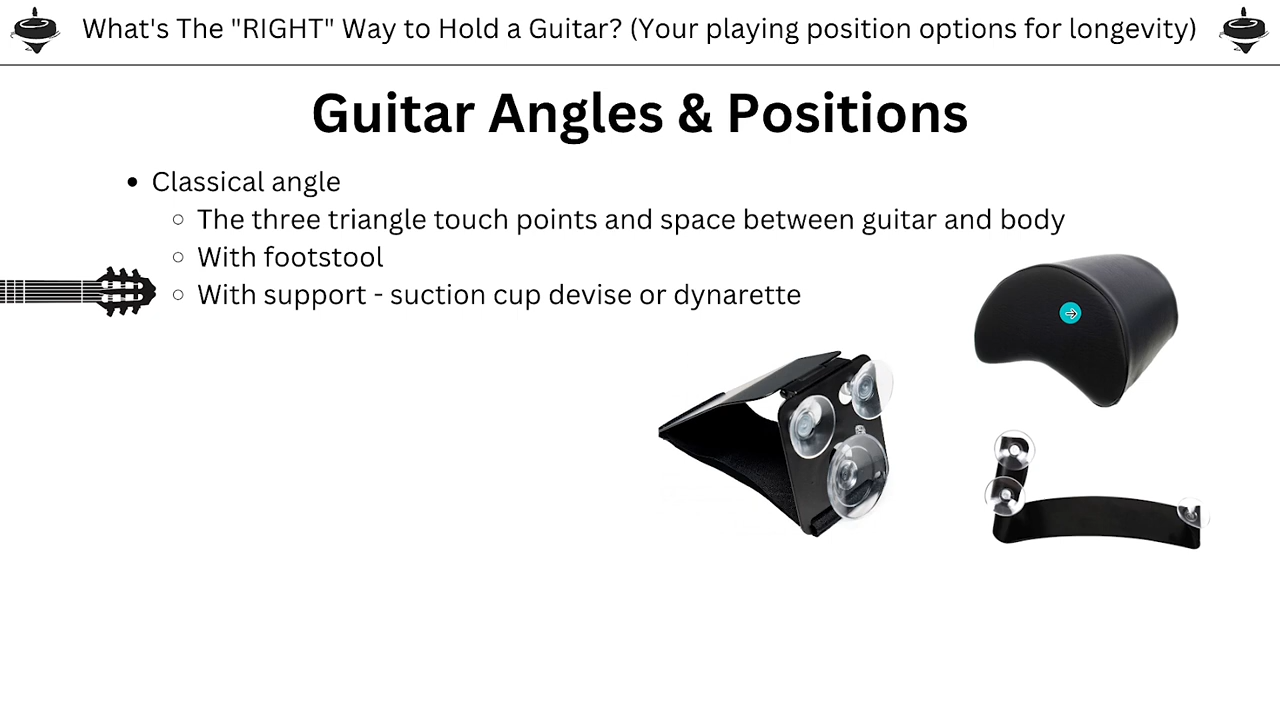 What's The "RIGHT" Way to Hold a Guitar? (Your playing position options for longevity)
Guitar Angles & Positions
Classical angle
The three triangle touch points and space between guitar and body
With footstool
With support - suction cup devise or dynarette